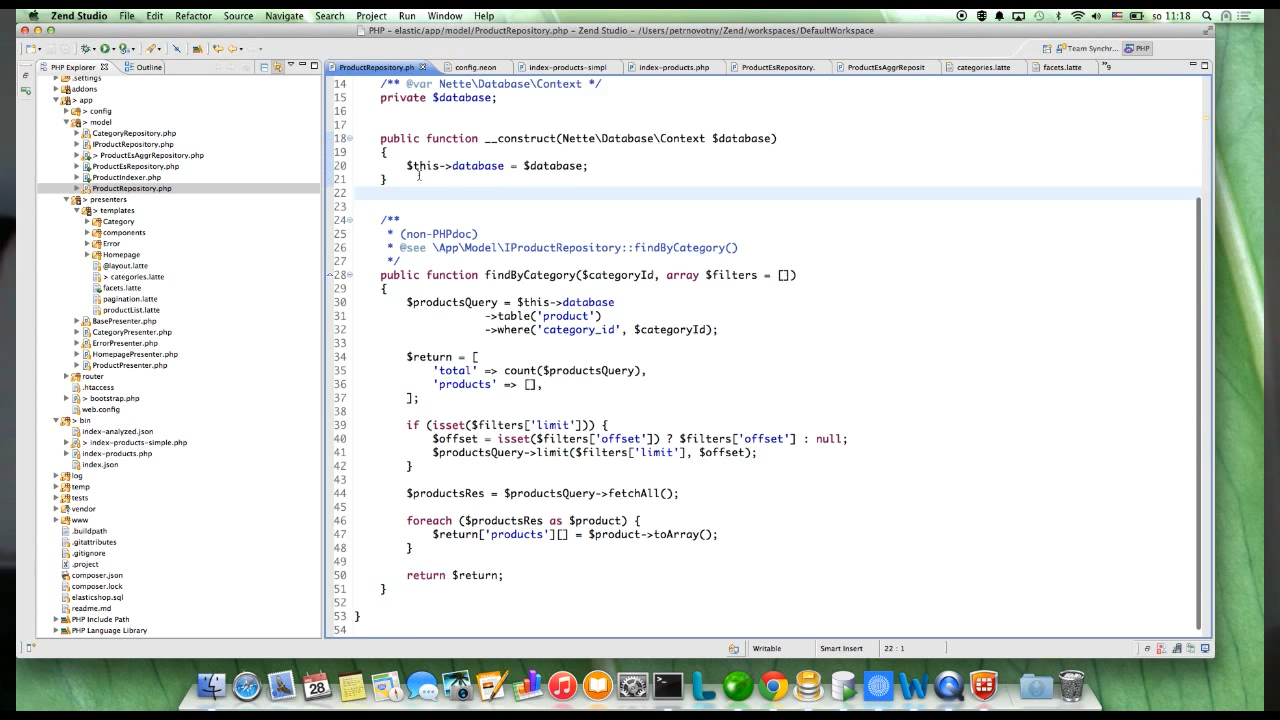 Zend Studio File Edit Refactor Source Navigate Search Project Run Window Help so 11:18
PHP - elastic/app/model/ProductRepository.php - Zend Studio - /Users/petrnovotny/Zend/workspaces/DefaultWorkspace
Team Synchr... PHP
PHP Explorer Outline
ProductRepository.ph config.neon index-products-simpl index-products.php ProductEsRepository. ProductEsAggrReposit categories.latte facets.latte »9
.settings
addons
> app
> config
> model
CategoryRepository.php
IProductRepository.php
> ProductEsAggrRepository.php
ProductEsRepository.php
ProductIndexer.php
ProductRepository.php
> presenters
> templates
Category
components
Error
Homepage
@layout.latte
> categories.latte
facets.latte
pagination.latte
productList.latte
BasePresenter.php
CategoryPresenter.php
ErrorPresenter.php
HomepagePresenter.php
ProductPresenter.php
router
.htaccess
> bootstrap.php
web.config
> bin
index-analyzed.json
> index-products-simple.php
index-products.php
index.json
log
temp
tests
vendor
www
.buildpath
.gitattributes
.gitignore
.project
composer.json
composer.lock
elasticshop.sql
readme.md
PHP Include Path
PHP Language Library
14 /** @var Nette\Database\Context */
15 private $database;
16
17
18 public function __construct(Nette\Database\Context $database)
19 {
20 $this->database = $database;
21 }
22
23
24 /**
25 * (non-PHPdoc)
26 * @see \App\Model\IProductRepository::findByCategory()
27 */
28 public function findByCategory($categoryId, array $filters = [])
29 {
30 $productsQuery = $this->database
31 ->table('product')
32 ->where('category_id', $categoryId);
33
34 $return = [
35 'total' => count($productsQuery),
36 'products' => [],
37 ];
38
39 if (isset($filters['limit'])) {
40 $offset = isset($filters['offset']) ? $filters['offset'] : null;
41 $productsQuery->limit($filters['limit'], $offset);
42 }
43
44 $productsRes = $productsQuery->fetchAll();
45
46 foreach ($productsRes as $product) {
47 $return['products'][] = $product->toArray();
48 }
49
50 return $return;
51 }
52
53 }
54
Writable Smart Insert 22 : 1
28